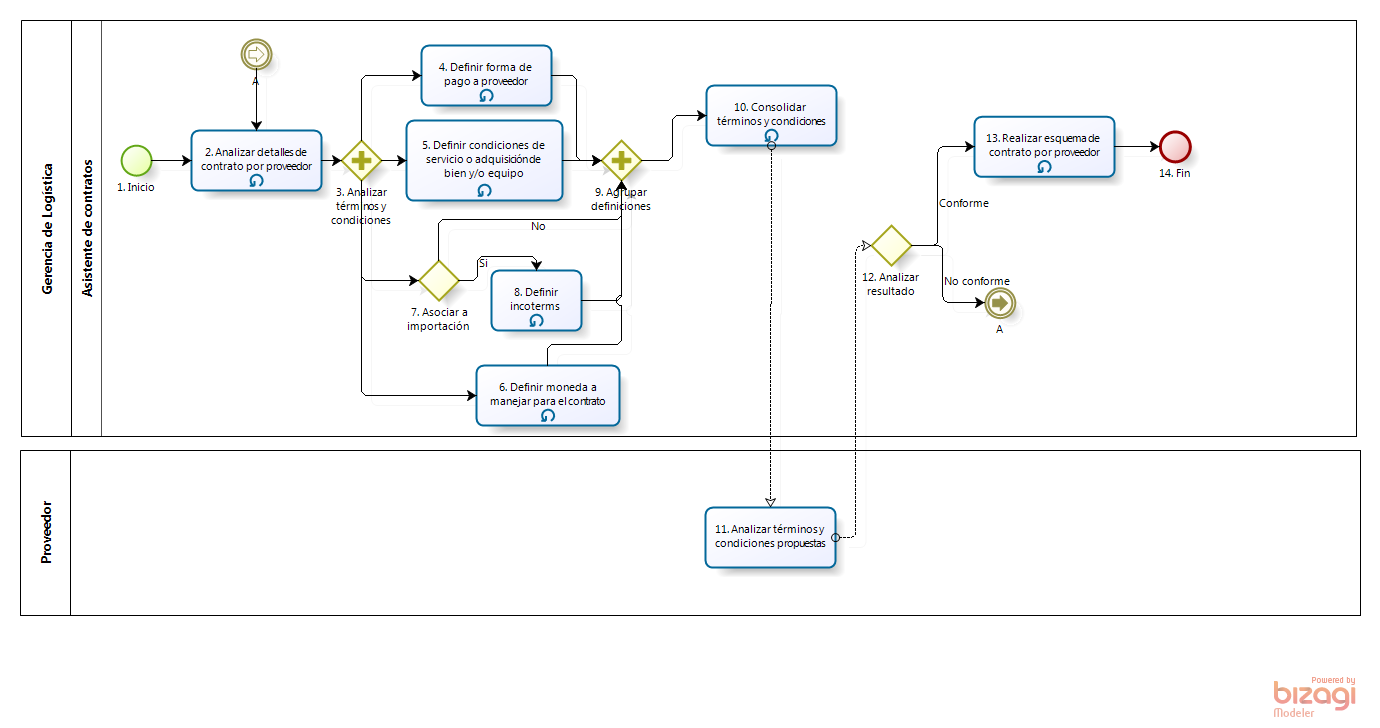 Gerencia de Logística
Asistente de contratos
1. Inicio
A
2. Analizar detalles de
contrato por proveedor
3. Analizar
términos y
condiciones
4. Definir forma de
pago a proveedor
5. Definir condiciones de
servicio o adquisición de
bien y/o equipo
9. Agrupar
definiciones
No
Si
7. Asociar a
importación
8. Definir
incoterms
6. Definir moneda a
manejar para el contrato
10. Consolidar
términos y condiciones
12. Analizar
resultado
Conforme
No conforme
A
13. Realizar esquema de
contrato por proveedor
14. Fin
Proveedor
11. Analizar términos y
condiciones propuestas
Powered by
bizagi
Modeler